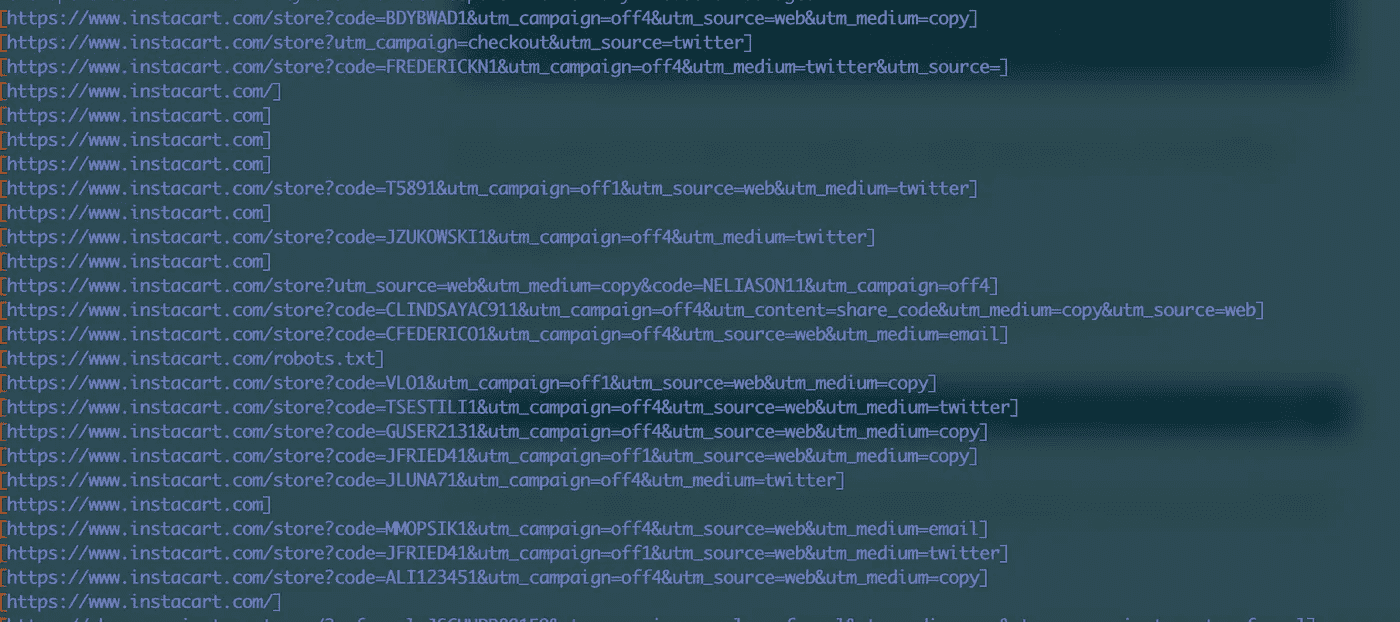 [https://www.instacart.com/store?code=BDYBWAD1&utm_campaign=off4&utm_source=web&utm_medium=copy]
[https://www.instacart.com/store?utm_campaign=checkout&utm_source=twitter]
[https://www.instacart.com/store?code=FREDERICKN1&utm_campaign=off4&utm_medium=twitter&utm_source=]
[https://www.instacart.com/]
[https://www.instacart.com]
[https://www.instacart.com]
[https://www.instacart.com]
[https://www.instacart.com/store?code=T5891&utm_campaign=off1&utm_source=web&utm_medium=twitter]
[https://www.instacart.com]
[https://www.instacart.com/store?code=JZUKOWSKI1&utm_campaign=off4&utm_medium=twitter]
[https://www.instacart.com]
[https://www.instacart.com/store?utm_source=web&utm_medium=copy&code=NELIASON11&utm_campaign=off4]
[https://www.instacart.com/store?code=CLINDSAYAC911&utm_campaign=off4&utm_content=share_code&utm_medium=copy&utm_source=web]
[https://www.instacart.com/store?code=CFEDERICO1&utm_campaign=off4&utm_source=web&utm_medium=email]
[https://www.instacart.com/robots.txt]
[https://www.instacart.com/store?code=VLO1&utm_campaign=off1&utm_source=web&utm_medium=copy]
[https://www.instacart.com/store?code=TSESTILI1&utm_campaign=off4&utm_source=web&utm_medium=twitter]
[https://www.instacart.com/store?code=GUSER2131&utm_campaign=off4&utm_source=web&utm_medium=copy]
[https://www.instacart.com/store?code=JFRIED41&utm_campaign=off1&utm_source=web&utm_medium=copy]
[https://www.instacart.com/store?code=JLUNA71&utm_campaign=off4&utm_medium=twitter]
[https://www.instacart.com]
[https://www.instacart.com/store?code=MMOPSIK1&utm_campaign=off4&utm_source=web&utm_medium=email]
[https://www.instacart.com/store?code=JFRIED41&utm_campaign=off1&utm_source=web&utm_medium=twitter]
[https://www.instacart.com/store?code=ALI123451&utm_campaign=off4&utm_source=web&utm_medium=copy]
[https://www.instacart.com/]